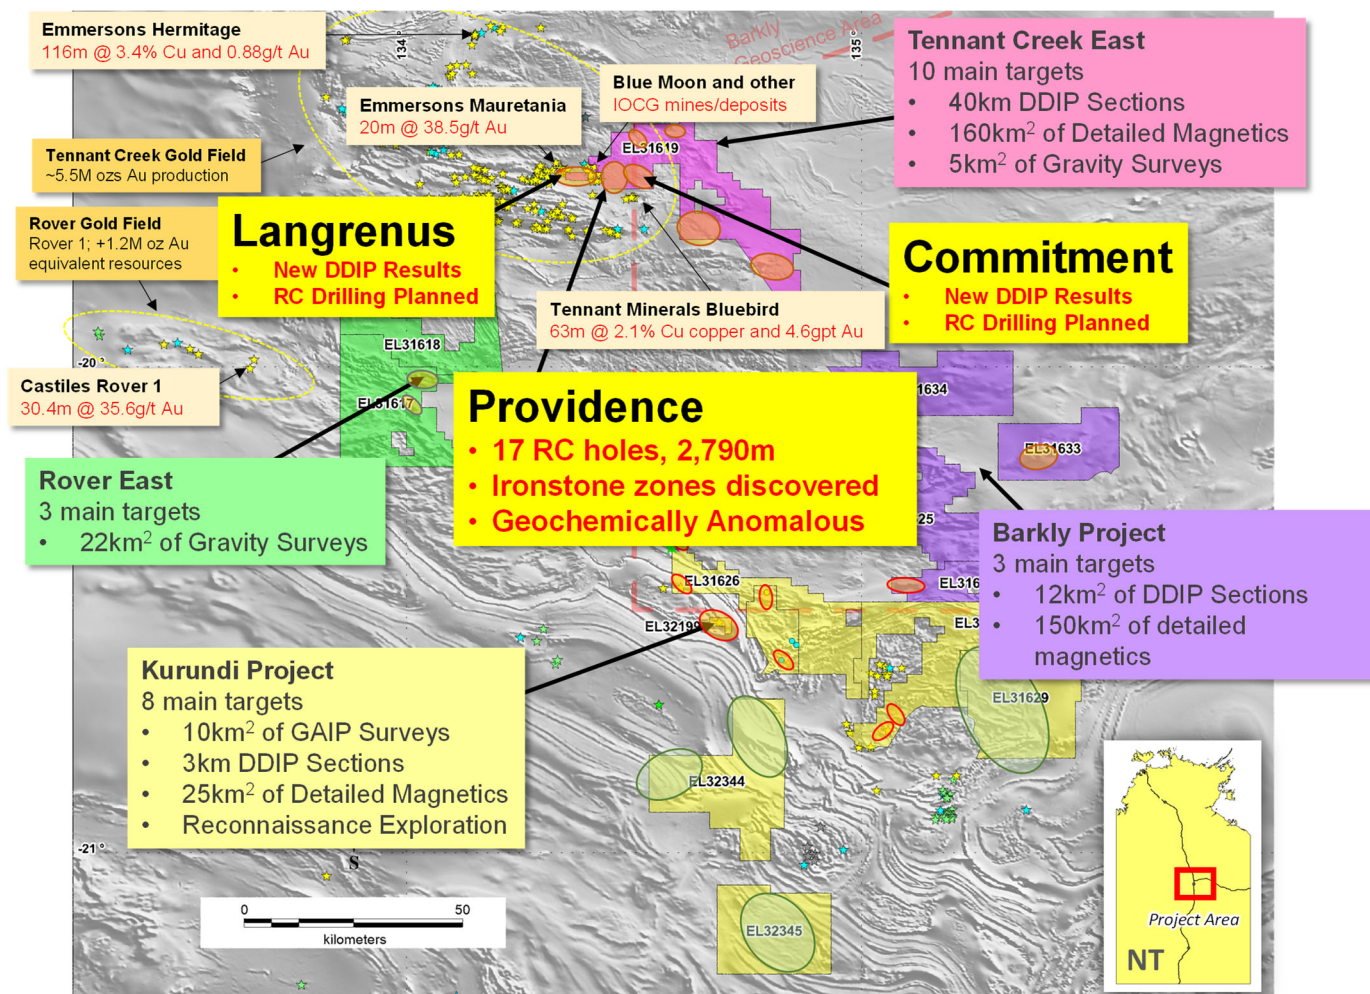 Emmersons Hermitage
116m @ 3.4% Cu and 0.88g/t Au
134°
Barkly
Geoscience Area
135°
Tennant Creek East
10 main targets
• 40km DDIP Sections
• 160km² of Detailed Magnetics
• 5km² of Gravity Surveys
Blue Moon and other
IOCG mines/deposits
Emmersons Mauretania
20m @ 38.5g/t Au
EL31619
Tennant Creek Gold Field
~5.5M ozs Au production
Rover Gold Field
Rover 1; +1.2M oz Au
equivalent resources
Langrenus
• New DDIP Results
• RC Drilling Planned
Commitment
• New DDIP Results
• RC Drilling Planned
Tennant Minerals Bluebird
63m @ 2.1% Cu copper and 4.6gpt Au
EL31618
-20°
Castiles Rover 1
30.4m @ 35.6g/t Au
EL31617
Providence
• 17 RC holes, 2,790m
• Ironstone zones discovered
• Geochemically Anomalous
1634
EL31633
Rover East
3 main targets
• 22km² of Gravity Surveys
25
Barkly Project
3 main targets
• 12km² of DDIP Sections
• 150km² of detailed
magnetics
EL31626
EL316
EL32199
EL3
Kurundi Project
8 main targets
• 10km² of GAIP Surveys
• 3km DDIP Sections
• 25km² of Detailed Magnetics
• Reconnaissance Exploration
EL31629
EL32344
-21°
S
0 50
kilometers
EL32345
Project Area
NT